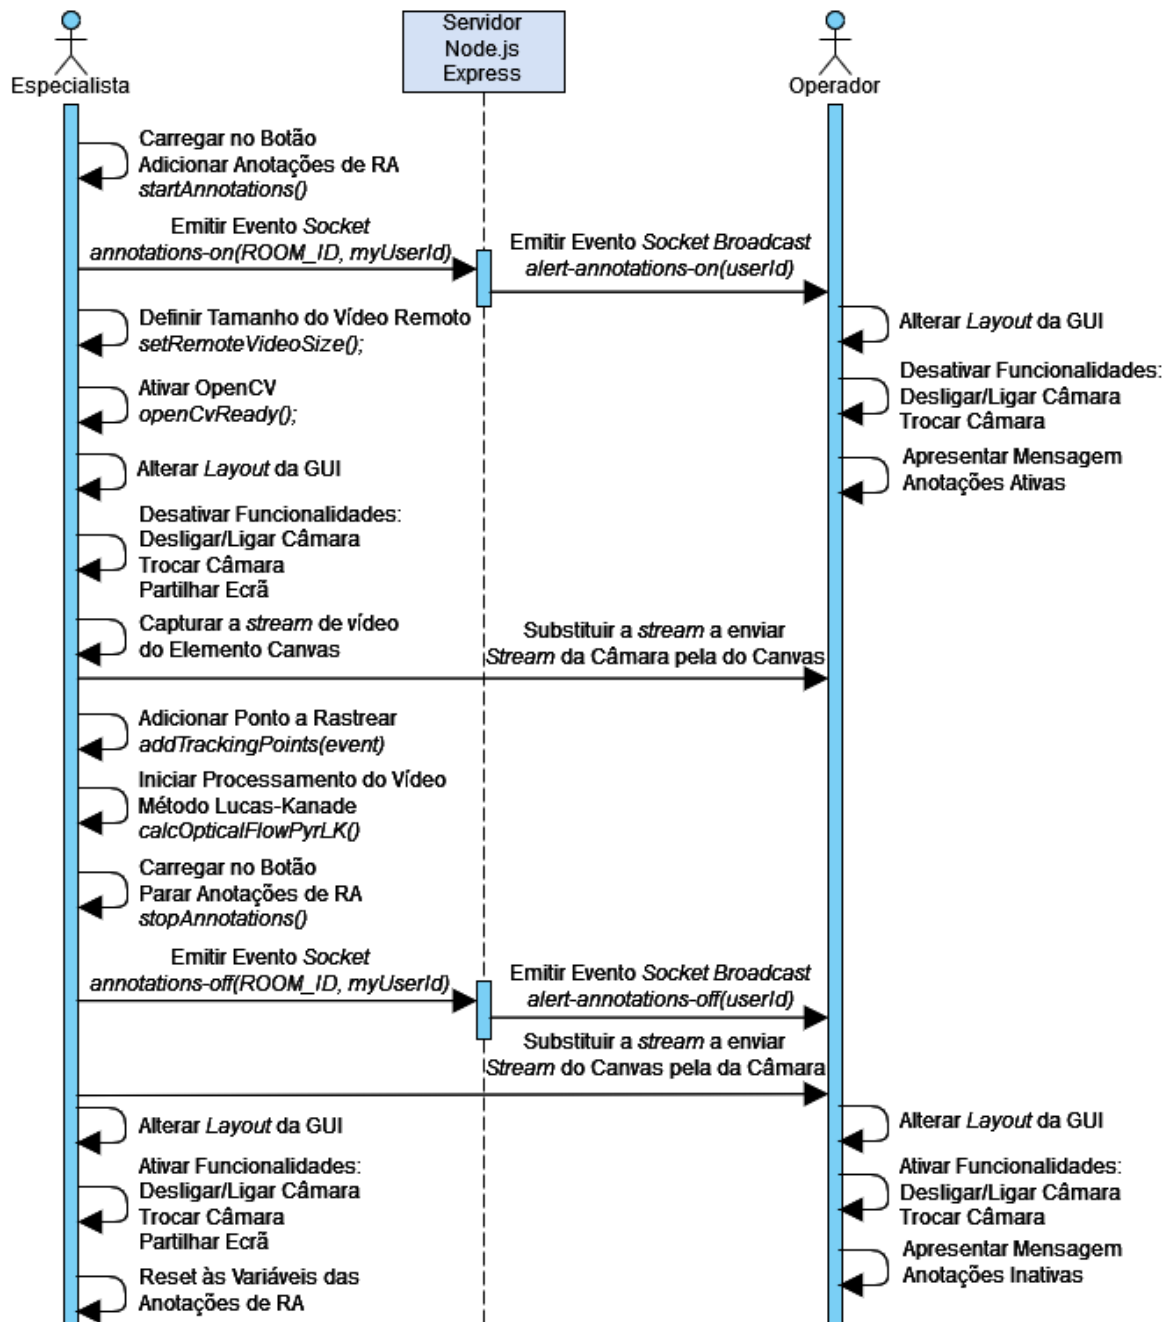 Servidor
Node.js
Express
Especialista
Operador
Carregar no Botão
Adicionar Anotações de RA
startAnnotations()
Emitir Evento Socket
annotations-on(ROOM_ID, myUserId)
Emitir Evento Socket Broadcast
alert-annotations-on(userId)
Definir Tamanho do Vídeo Remoto
setRemoteVideoSize();
Alterar Layout da GUI
Ativar OpenCV
openCvReady();
Desativar Funcionalidades:
Desligar/Ligar Câmara
Trocar Câmara
Alterar Layout da GUI
Apresentar Mensagem
Anotações Ativas
Desativar Funcionalidades:
Desligar/Ligar Câmara
Trocar Câmara
Partilhar Ecrã
Capturar a stream de vídeo
do Elemento Canvas
Substituir a stream a enviar
Stream da Câmara pela do Canvas
Adicionar Ponto a Rastrear
addTrackingPoints(event)
Iniciar Processamento do Vídeo
Método Lucas-Kanade
calcOpticalFlowPyrLK()
Carregar no Botão
Parar Anotações de RA
stopAnnotations()
Emitir Evento Socket
annotations-off(ROOM_ID, myUserId)
Emitir Evento Socket Broadcast
alert-annotations-off(userId)
Substituir a stream a enviar
Stream do Canvas pela da Câmara
Alterar Layout da GUI
Alterar Layout da GUI
Ativar Funcionalidades:
Desligar/Ligar Câmara
Trocar Câmara
Partilhar Ecrã
Ativar Funcionalidades:
Desligar/Ligar Câmara
Trocar Câmara
Reset às Variáveis das
Anotações de RA
Apresentar Mensagem
Anotações Inativas